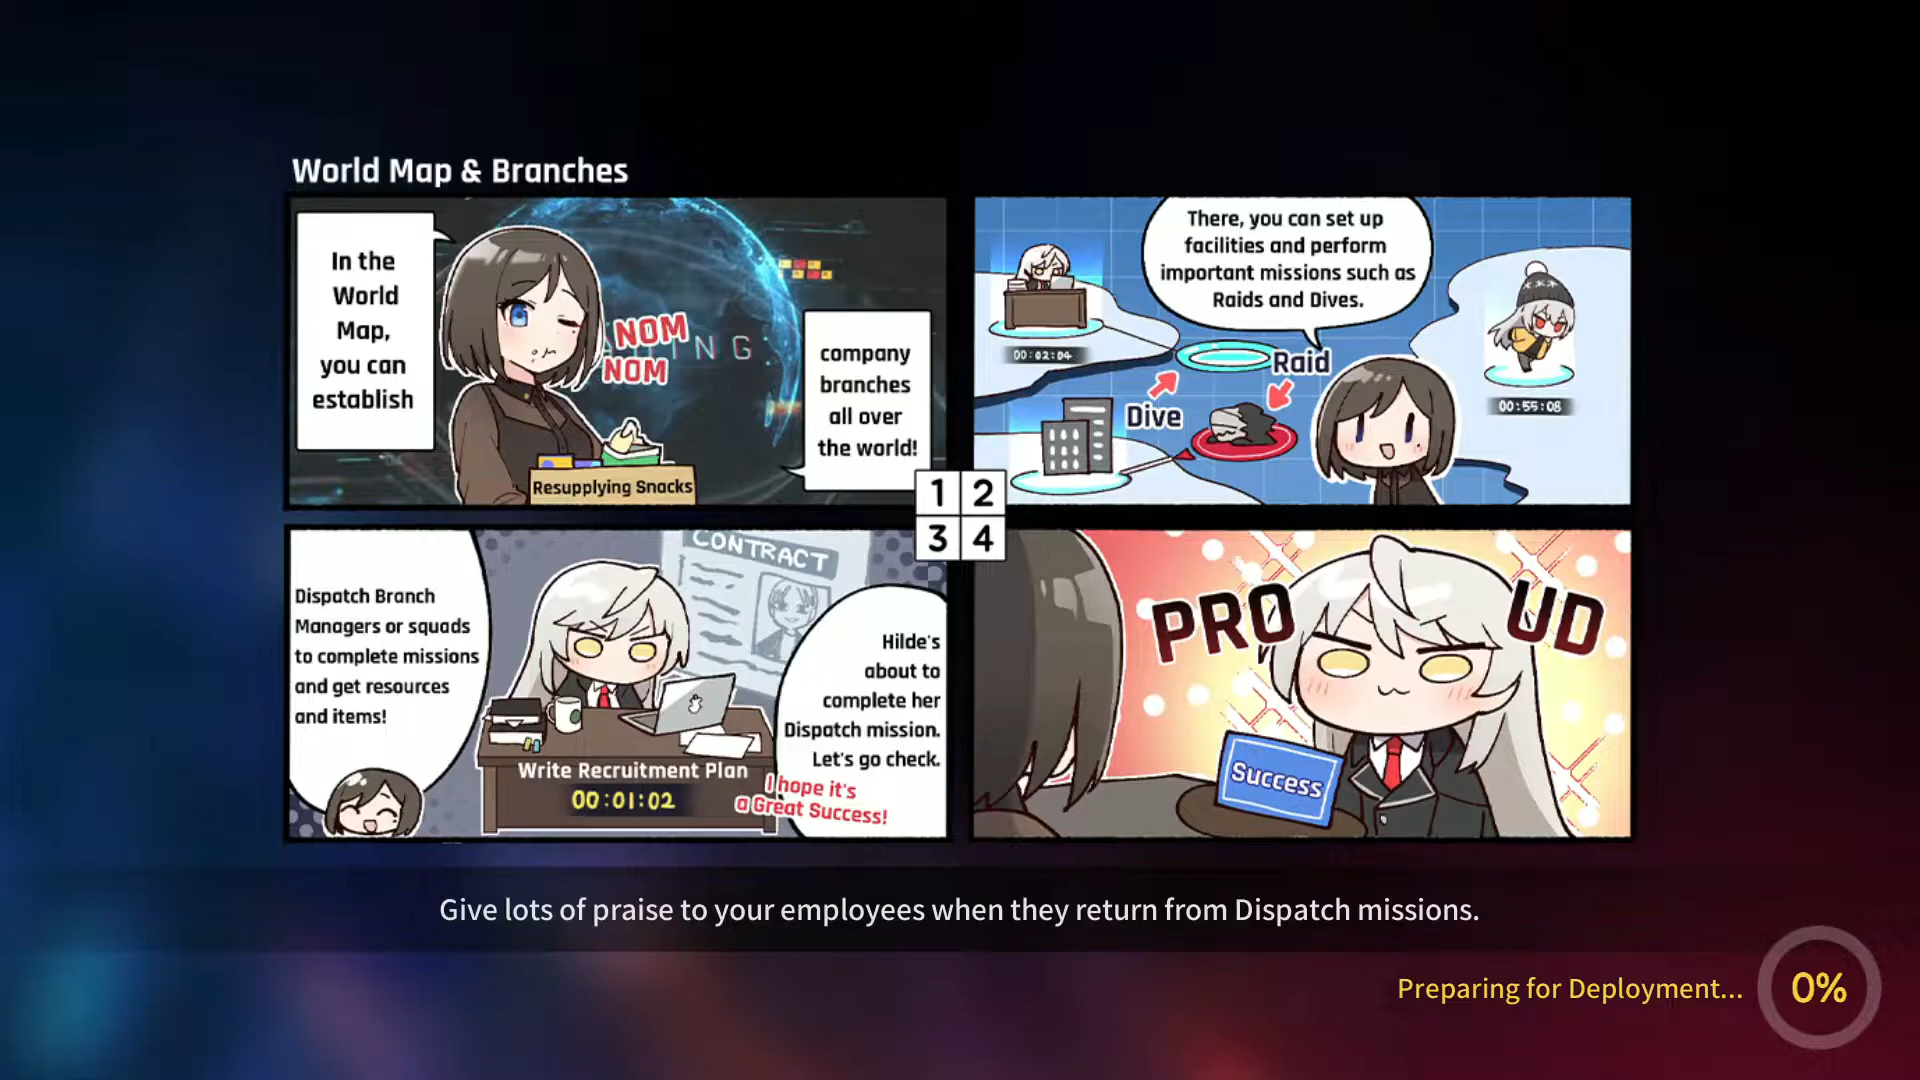 World Map & Branches
In the
World
Map,
you can
establish
NOM
NOM
company
branches
all over
the world!
Resupplying Snacks
There, you can set up
facilities and perform
important missions such as
Raids and Dives.
00:02:04
Raid
Dive
00:55:08
1 2
3 4
Dispatch Branch
Managers or squads
to complete missions
and get resources
and items!
CONTRACT
Hilde's
about to
complete her
Dispatch mission.
Let's go check.
Write Recruitment Plan
00:01:02
I hope it's
a Great Success!
PROUD
Success
Give lots of praise to your employees when they return from Dispatch missions.
Preparing for Deployment...
0%